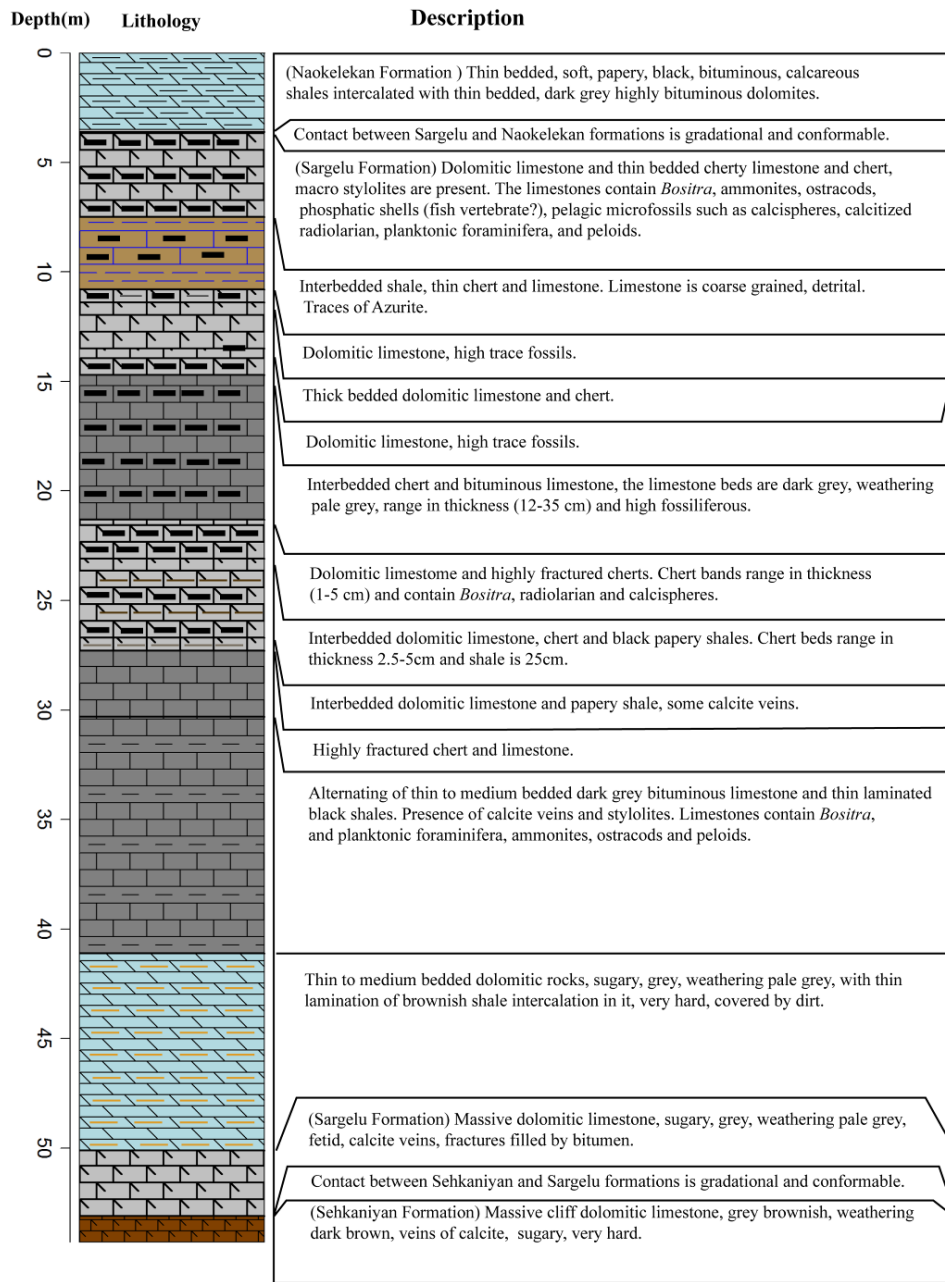 Depth(m) Lithology Description
0
(Naokelekan Formation ) Thin bedded, soft, papery, black, bituminous, calcareous
shales intercalated with thin bedded, dark grey highly bituminous dolomites.
Contact between Sargelu and Naokelekan formations is gradational and conformable.
5
(Sargelu Formation) Dolomitic limestone and thin bedded cherty limestone and chert,
macro stylolites are present. The limestones contain Bositra, ammonites, ostracods,
phosphatic shells (fish vertebrate?), pelagic microfossils such as calcispheres, calcitized
radiolarian, planktonic foraminifera, and peloids.
10
Interbedded shale, thin chert and limestone. Limestone is coarse grained, detrital.
Traces of Azurite.
Dolomitic limestone, high trace fossils.
15
Thick bedded dolomitic limestone and chert.
Dolomitic limestone, high trace fossils.
20
Interbedded chert and bituminous limestone, the limestone beds are dark grey, weathering
pale grey, range in thickness (12-35 cm) and high fossiliferous.
Dolomitic limestome and highly fractured cherts. Chert bands range in thickness
(1-5 cm) and contain Bositra, radiolarian and calcispheres.
25
Interbedded dolomitic limestone, chert and black papery shales. Chert beds range in
thickness 2.5-5cm and shale is 25cm.
Interbedded dolomitic limestone and papery shale, some calcite veins.
30
Highly fractured chert and limestone.
Alternating of thin to medium bedded dark grey bituminous limestone and thin laminated
black shales. Presence of calcite veins and stylolites. Limestones contain Bositra,
and planktonic foraminifera, ammonites, ostracods and peloids.
35
40
Thin to medium bedded dolomitic rocks, sugary, grey, weathering pale grey, with thin
lamination of brownish shale intercalation in it, very hard, covered by dirt.
45
(Sargelu Formation) Massive dolomitic limestone, sugary, grey, weathering pale grey,
fetid, calcite veins, fractures filled by bitumen.
50
Contact between Sehkaniyan and Sargelu formations is gradational and conformable.
(Sehkaniyan Formation) Massive cliff dolomitic limestone, grey brownish, weathering
dark brown, veins of calcite, sugary, very hard.